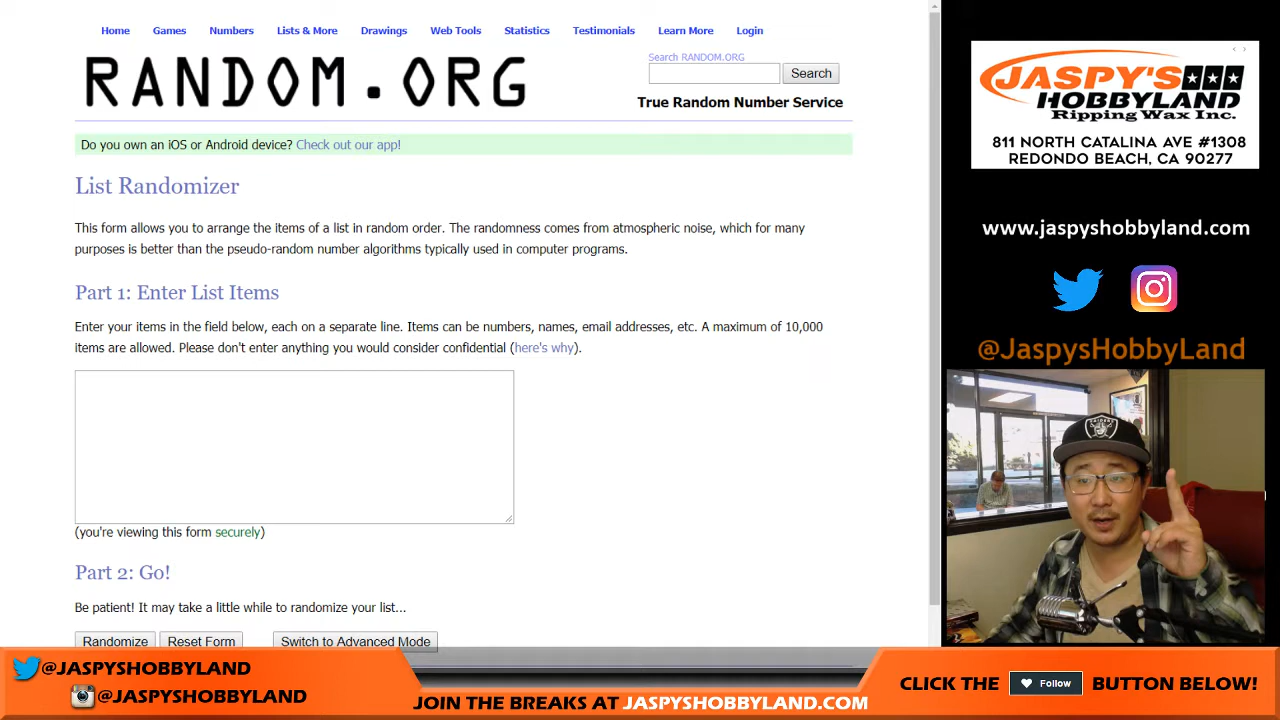 Home Games Numbers Lists & More Drawings Web Tools Statistics Testimonials Learn More Login
RANDOM.ORG
Search RANDOM.ORG
Search
True Random Number Service
Do you own an iOS or Android device? Check out our app!
List Randomizer
This form allows you to arrange the items of a list in random order. The randomness comes from atmospheric noise, which for many
purposes is better than the pseudo-random number algorithms typically used in computer programs.
Part 1: Enter List Items
Enter your items in the field below, each on a separate line. Items can be numbers, names, email addresses, etc. A maximum of 10,000
items are allowed. Please don't enter anything you would consider confidential (here's why).
(you're viewing this form securely)
Part 2: Go!
Be patient! It may take a little while to randomize your list...
Randomize Reset Form Switch to Advanced Mode
JASPY'S
HOBBYLAND
Ripping Wax Inc.
811 NORTH CATALINA AVE #1308
REDONDO BEACH, CA 90277
www.jaspyshobbyland.com
@JaspysHobbyLand
RAIDERS
@JASPYSHOBBYLAND
@JASPYSHOBBYLAND
JOIN THE BREAKS AT JASPYSHOBBYLAND.COM
CLICK THE Follow BUTTON BELOW!